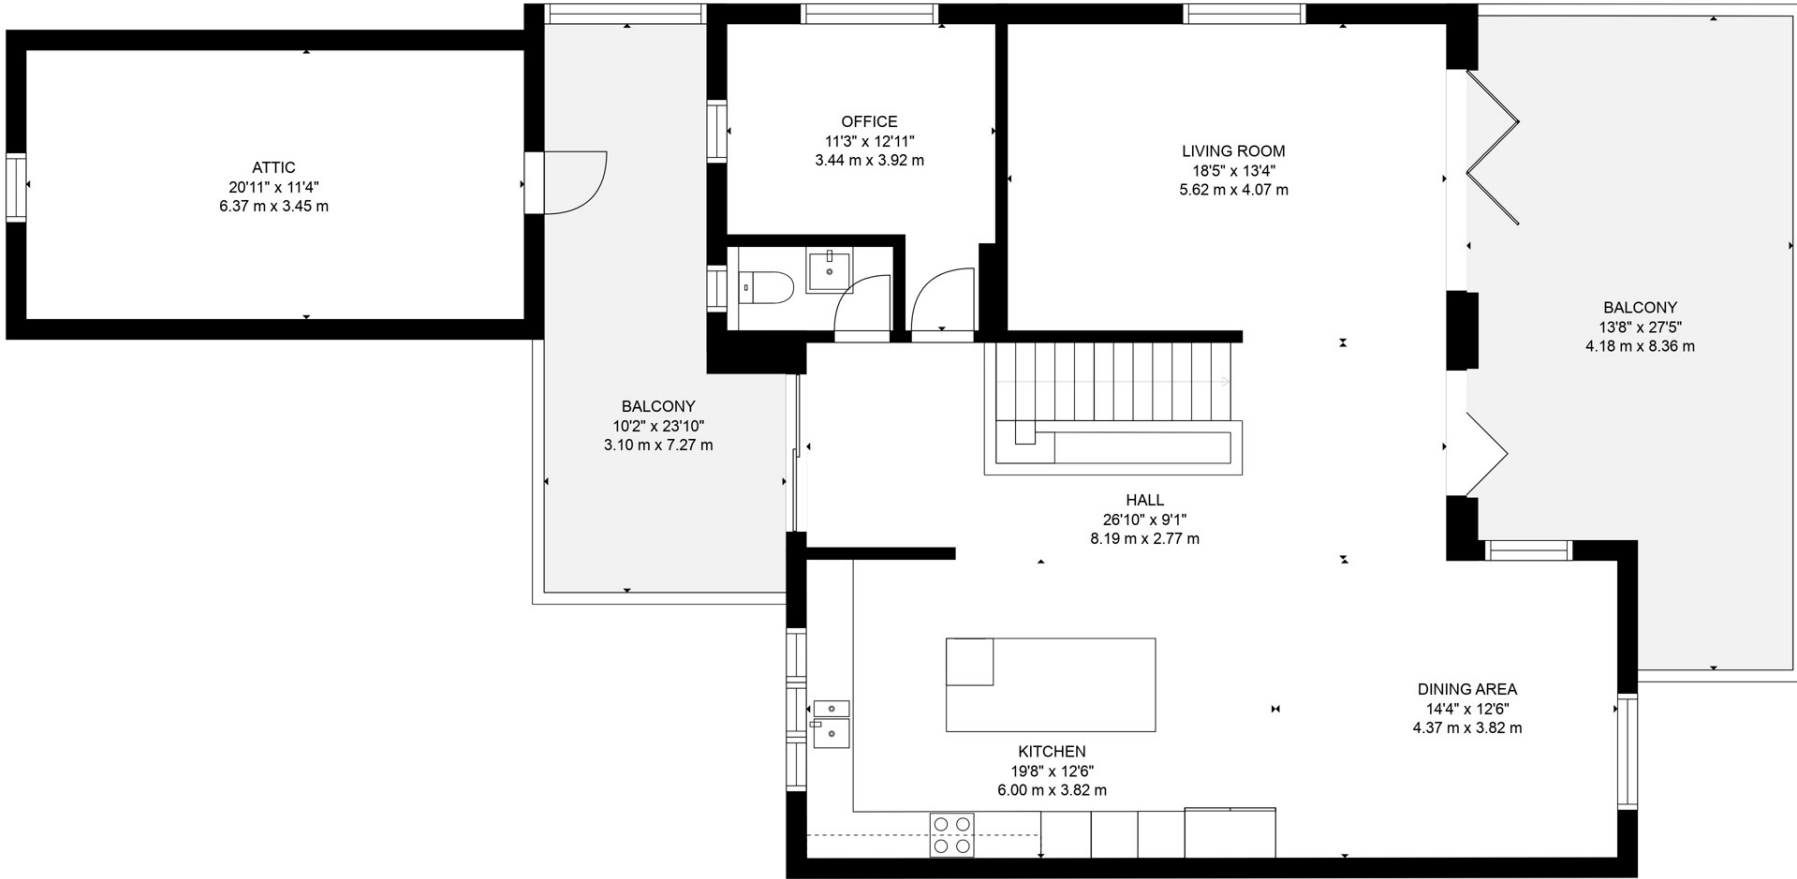 ATTIC
20'11" x 11'4"
6.37 m x 3.45 m
OFFICE
11'3" x 12'11"
3.44 m x 3.92 m
LIVING ROOM
18'5" x 13'4"
5.62 m x 4.07 m
BALCONY
13'8" x 27'5"
4.18 m x 8.36 m
BALCONY
10'2" x 23'10"
3.10 m x 7.27 m
HALL
26'10" x 9'1"
8.19 m x 2.77 m
DINING AREA
14'4" x 12'6"
4.37 m x 3.82 m
KITCHEN
19'8" x 12'6"
6.00 m x 3.82 m